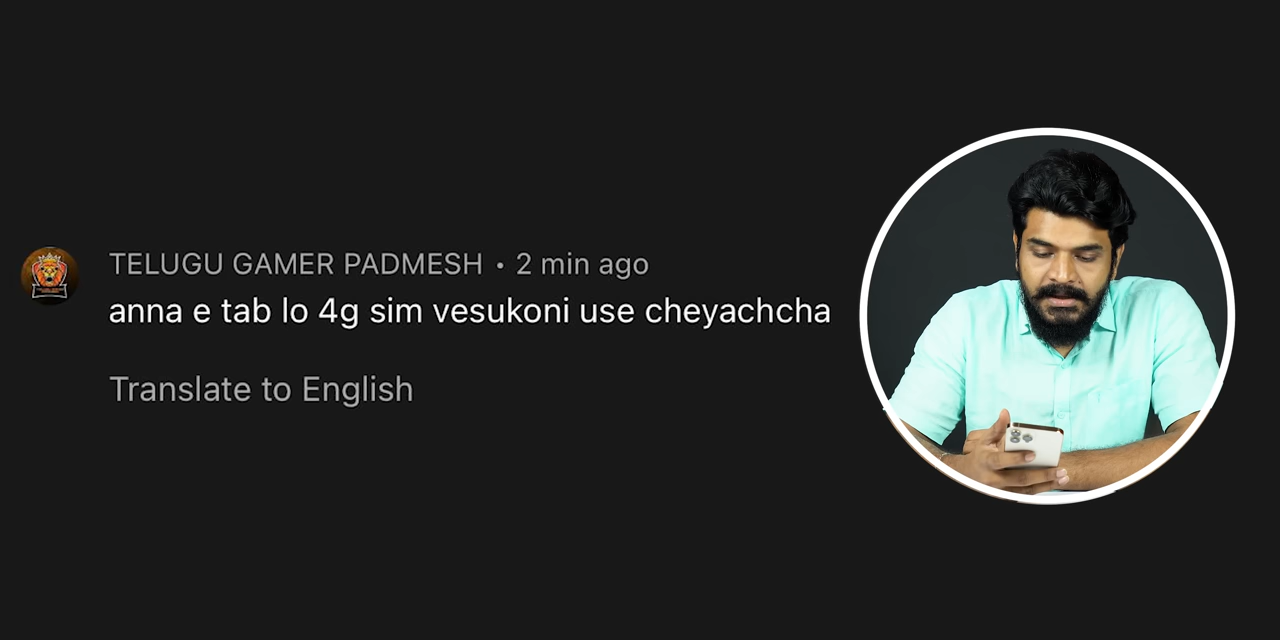 TELUGU GAMER PADMESH • 2 min ago
anna e tab lo 4g sim vesukoni use cheyachcha
Translate to English